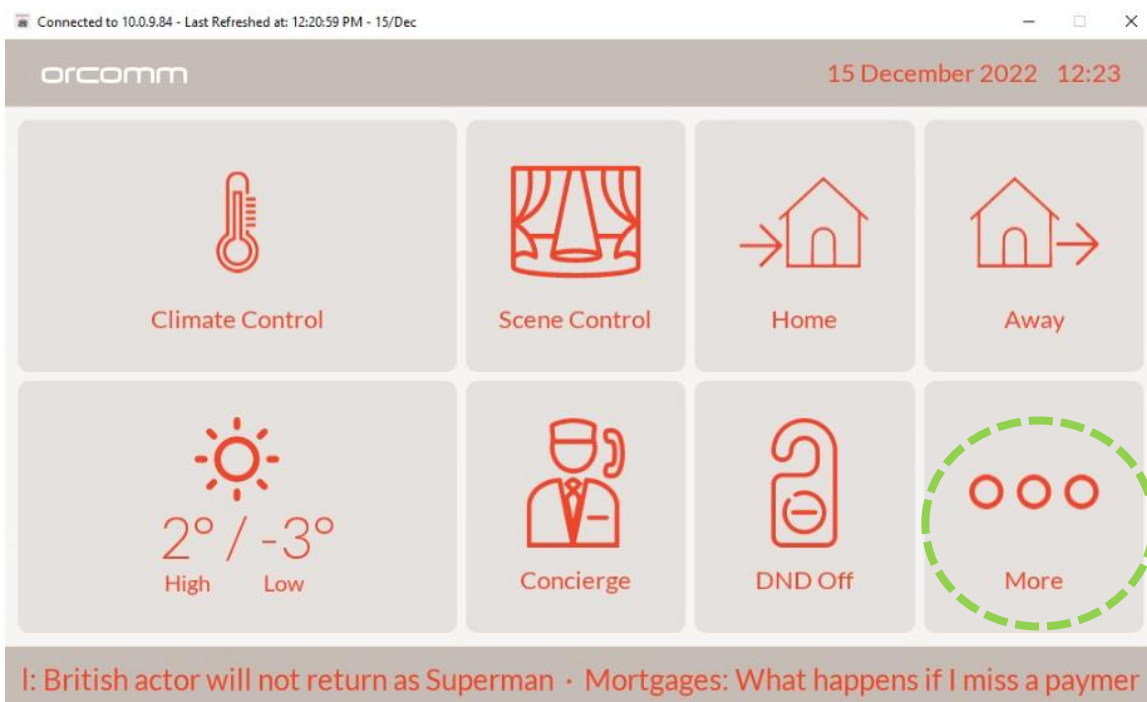 Connected to 10.0.9.84 - Last Refreshed at: 12:20:59 PM - 15/Dec
orcomm
15 December 2022 12:23
Climate Control
Scene Control
Home
Away
2° / -3°
High Low
Concierge
DND Off
More
l: British actor will not return as Superman · Mortgages: What happens if I miss a paymer